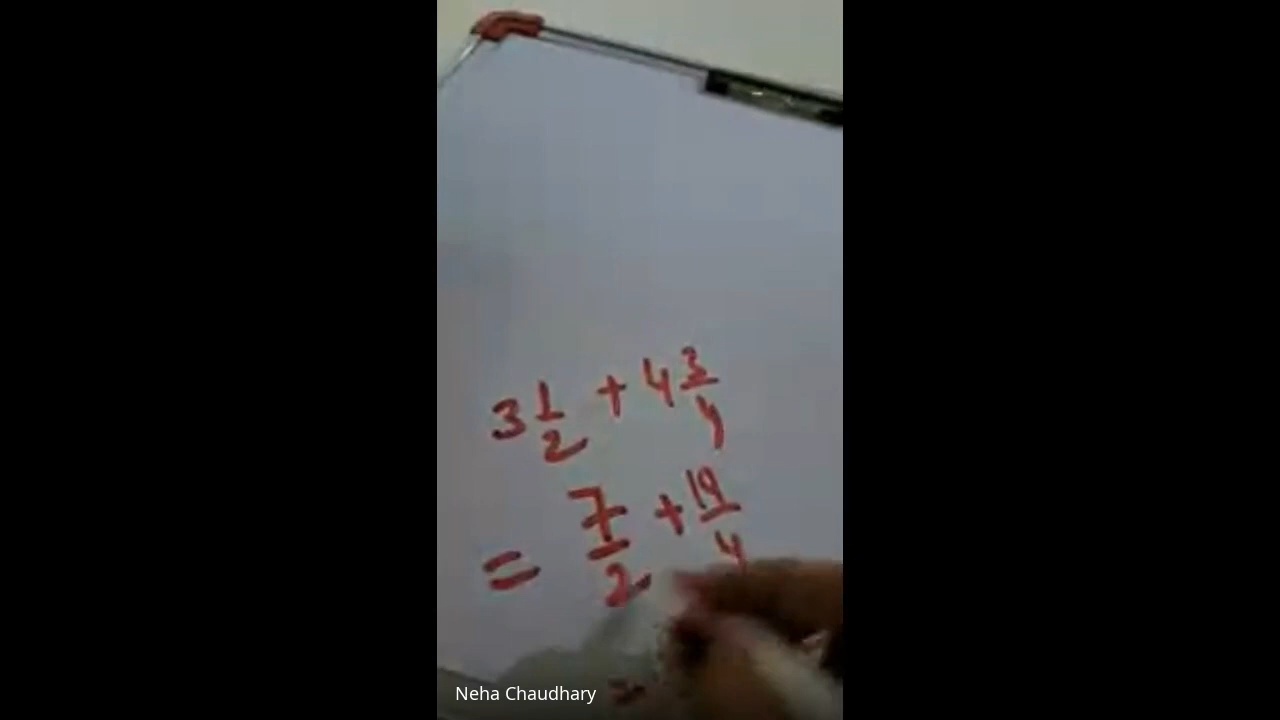 3 1/2 + 4 3/4
= 7/2 + 19/4
=
Neha Chaudhary